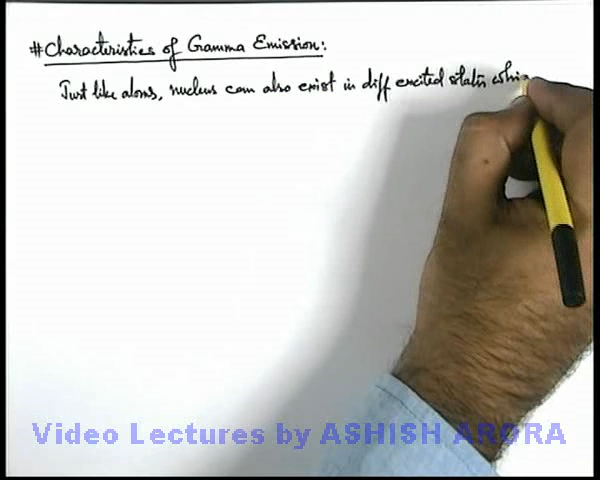 # Characteristics of Gamma Emission:
Just like atoms, nucleus can also exist in diff excited states
Video Lectures by ASHISH ARORA